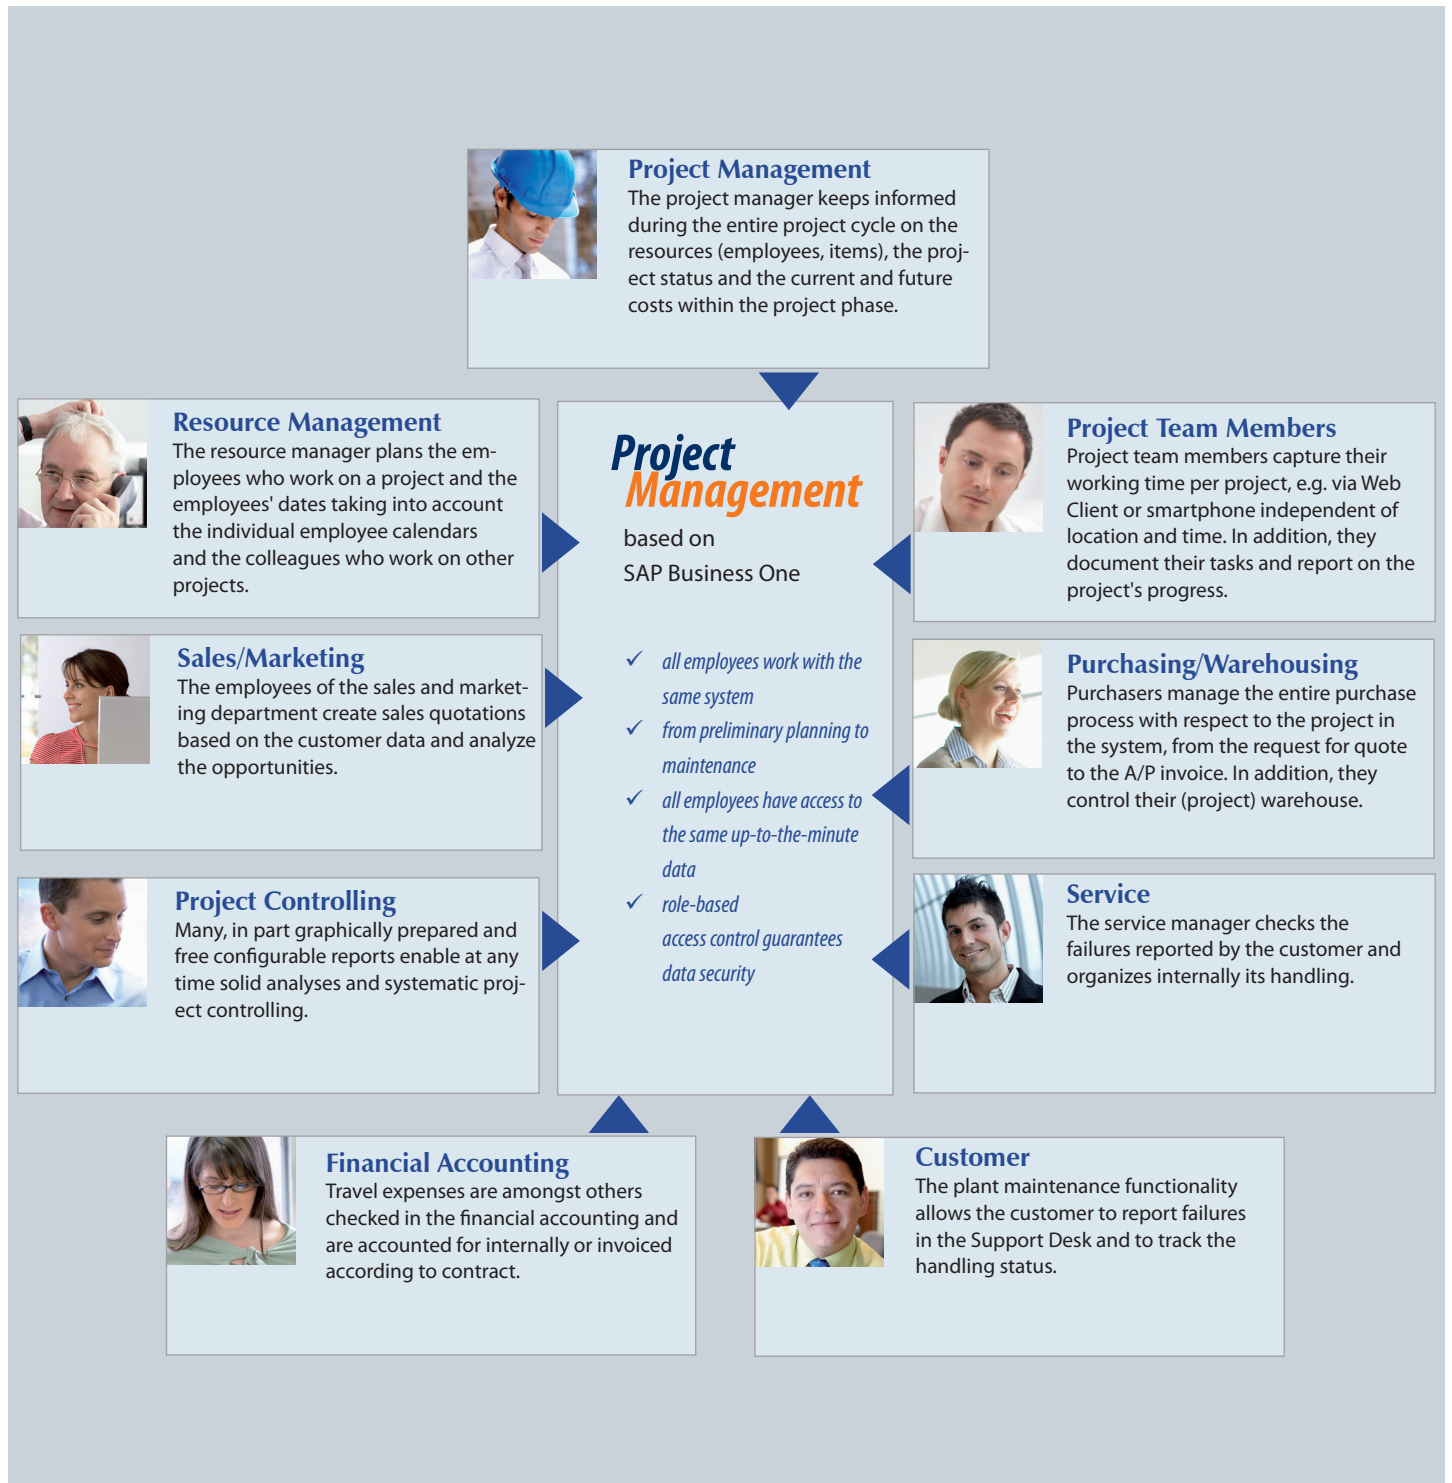 Project Management
The project manager keeps informed
during the entire project cycle on the
resources (employees, items), the proj-
ect status and the current and future
costs within the project phase.
Resource Management
The resource manager plans the em-
ployees who work on a project and the
employees' dates taking into account
the individual employee calendars
and the colleagues who work on other
projects.
Sales/Marketing
The employees of the sales and market-
ing department create sales quotations
based on the customer data and analyze
the opportunities.
Project Controlling
Many, in part graphically prepared and
free configurable reports enable at any
time solid analyses and systematic proj-
ect controlling.
Project
Management
based on
SAP Business One
✓ all employees work with the
same system
✓ from preliminary planning to
maintenance
✓ all employees have access to
the same up-to-the-minute
data
✓ role-based
access control guarantees
data security
Project Team Members
Project team members capture their
working time per project, e.g. via Web
Client or smartphone independent of
location and time. In addition, they
document their tasks and report on the
project's progress.
Purchasing/Warehousing
Purchasers manage the entire purchase
process with respect to the project in
the system, from the request for quote
to the A/P invoice. In addition, they
control their (project) warehouse.
Service
The service manager checks the
failures reported by the customer and
organizes internally its handling.
Financial Accounting
Travel expenses are amongst others
checked in the financial accounting and
are accounted for internally or invoiced
according to contract.
Customer
The plant maintenance functionality
allows the customer to report failures
in the Support Desk and to track the
handling status.